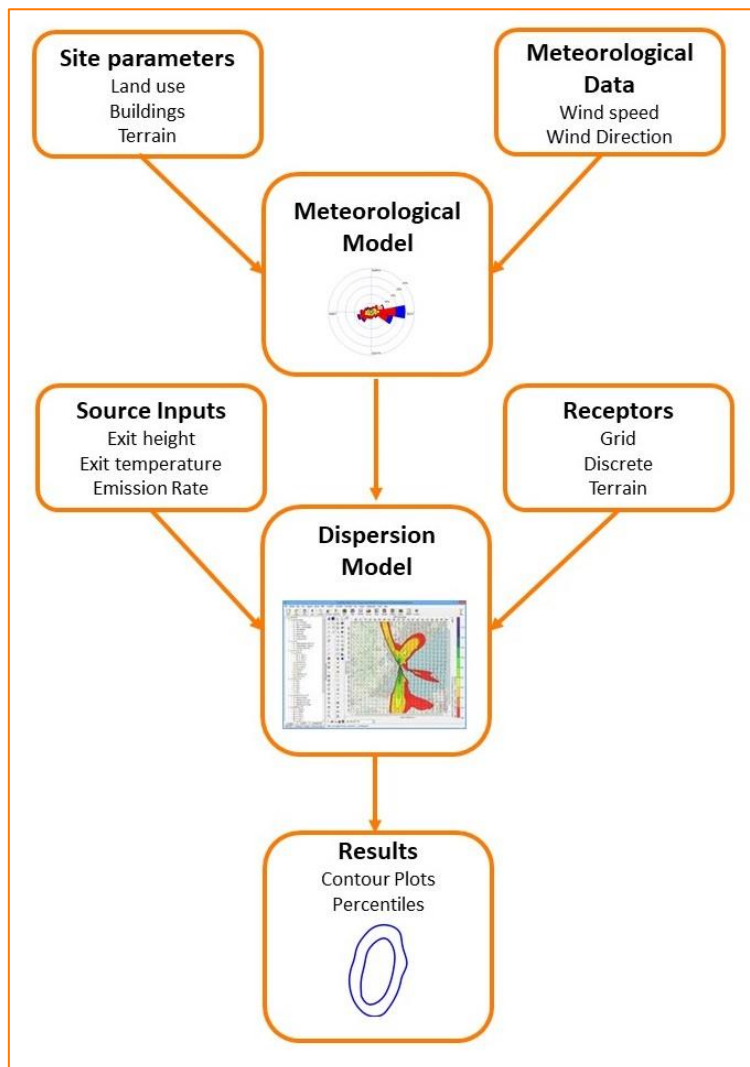 Site parameters
Land use
Buildings
Terrain
Meteorological
Data
Wind speed
Wind Direction
Meteorological
Model
Source Inputs
Exit height
Exit temperature
Emission Rate
Receptors
Grid
Discrete
Terrain
Dispersion
Model
Results
Contour Plots
Percentiles